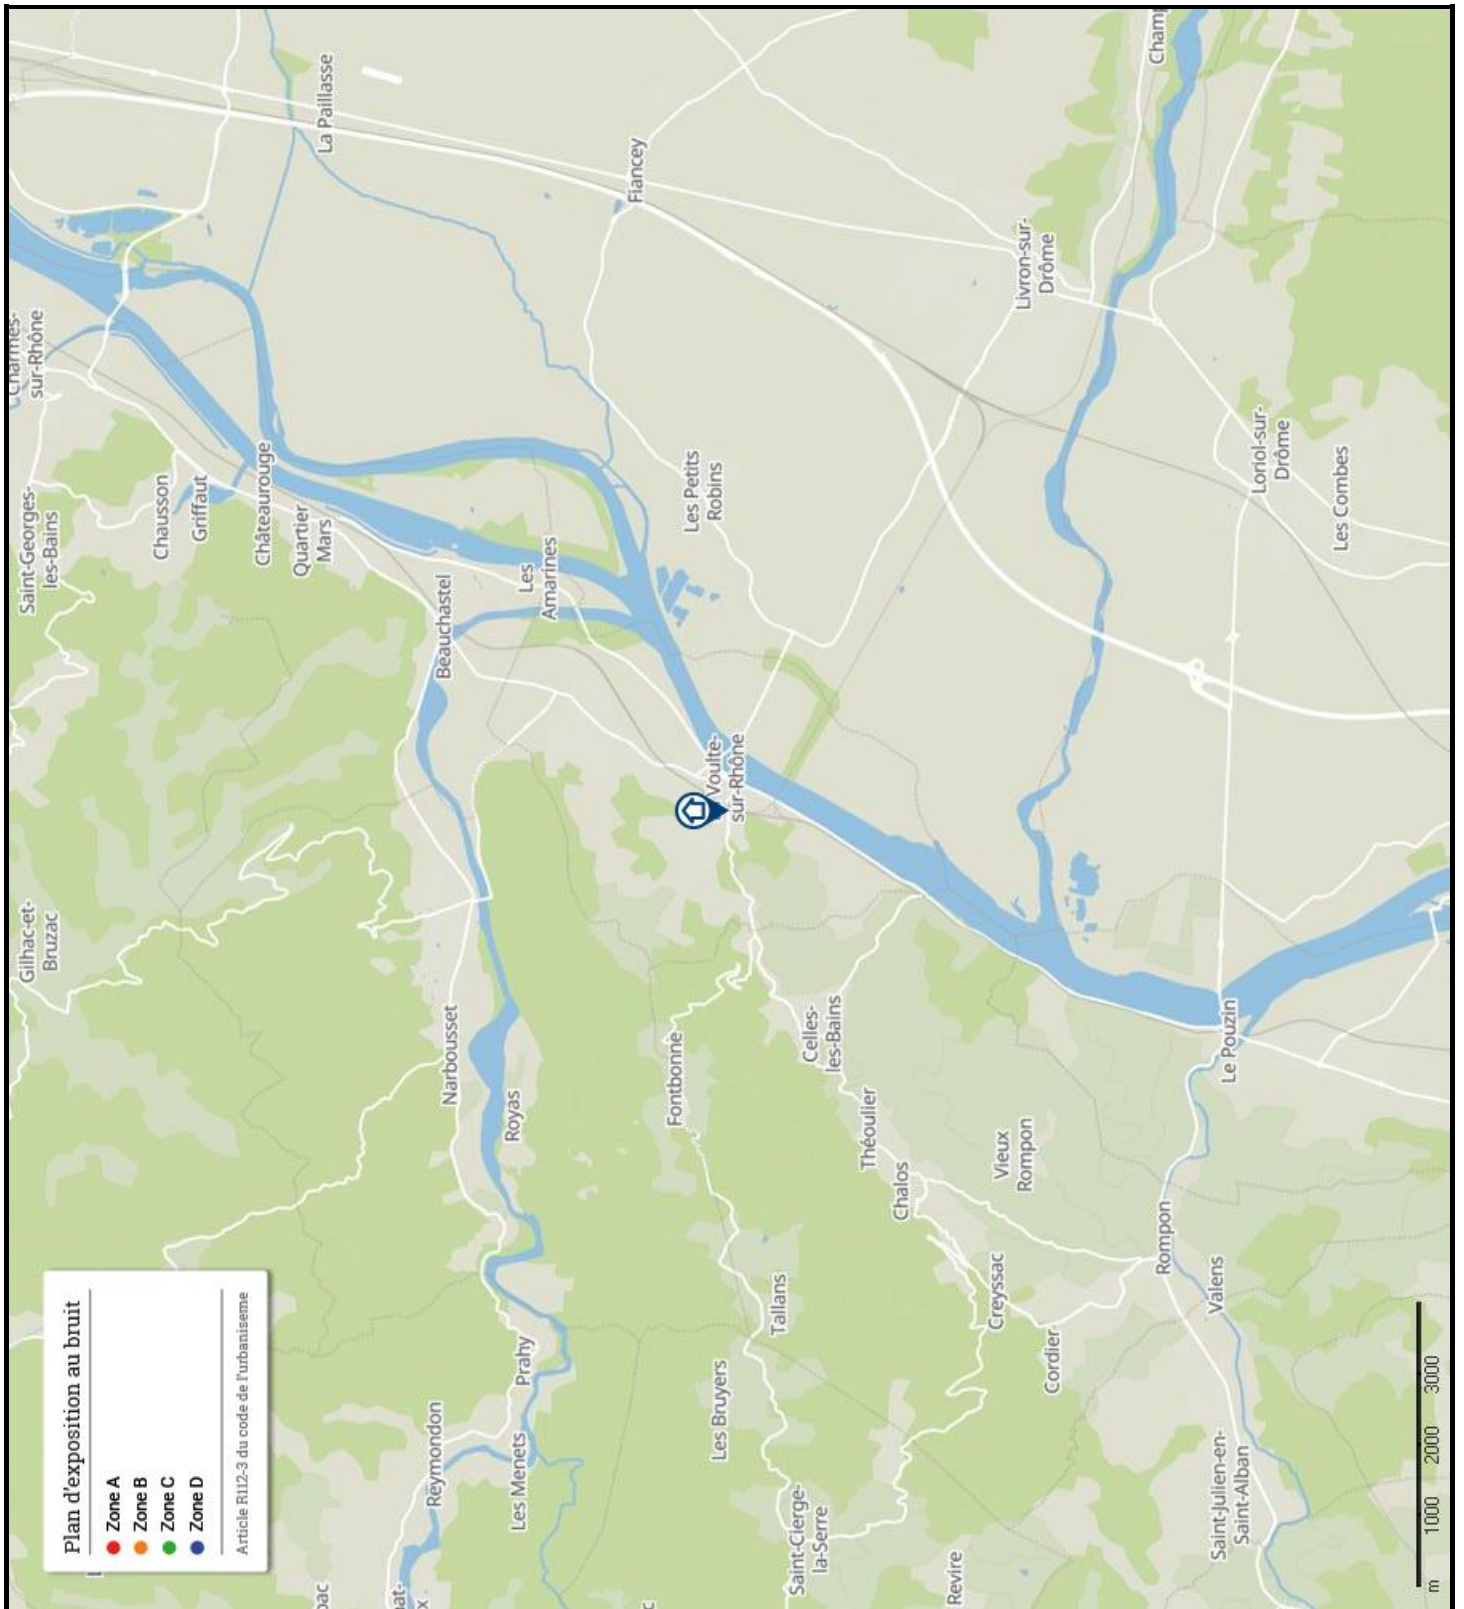 Plan d'exposition au bruit
Zone A
Zone B
Zone C
Zone D
Article R112-3 du code de l'urbanisme
Gilhac-et-
Bruzac
Saint-Georges-
les-Bains
Charmes-
sur-Rhône
La Paillasse
Chausson
Griffaut
Châteaurouge
Quartier
Mars
Beauchastel
Les
Amarines
Fiancey
Les Petits
Robins
Reymondon
Narbousset
Royas
Prahy
Les Menets
Voulte-
sur-Rhône
Fontbonne
Les Bruyers
Tallans
Saint-Cierge-
la-Serre
Celles-
les-Bains
Théoulier
Chalos
Creyssac
Cordier
Vieux
Rompon
Revire
Livron-sur-
Drôme
Cham
Rompon
Valens
Le Pouzin
Saint-Julien-en-
Saint-Alban
Loriol-sur-
Drôme
Les Combes
m 1000 2000 3000